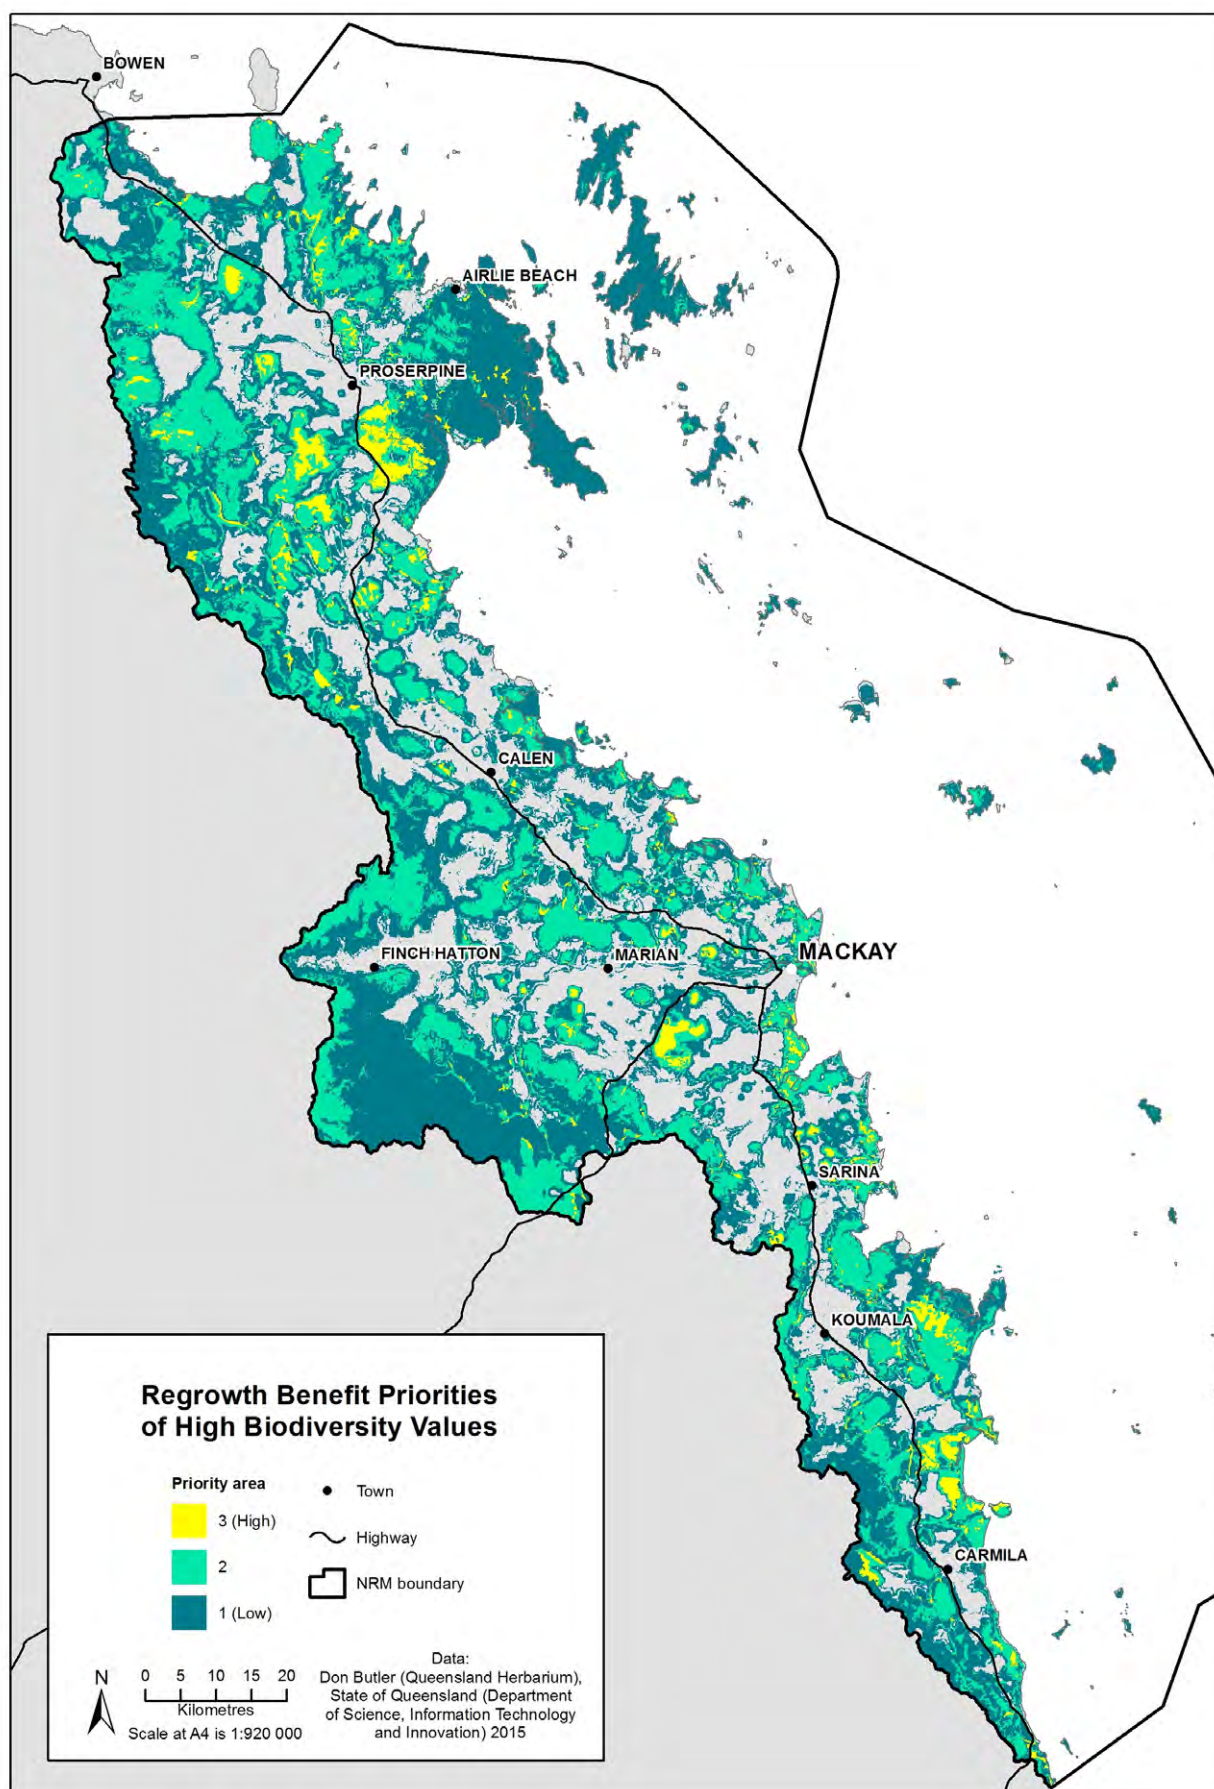 BOWEN
AIRLIE BEACH
PROSERPINE
CALEN
FINCH HATTON
MARIAN
MACKAY
SARINA
KOUMALA
CARMILA
Regrowth Benefit Priorities
of High Biodiversity Values
Priority area
3 (High)
2
1 (Low)
Town
Highway
NRM boundary
N
0 5 10 15 20
Kilometres
Scale at A4 is 1:920 000
Data:
Don Butler (Queensland Herbarium),
State of Queensland (Department
of Science, Information Technology
and Innovation) 2015